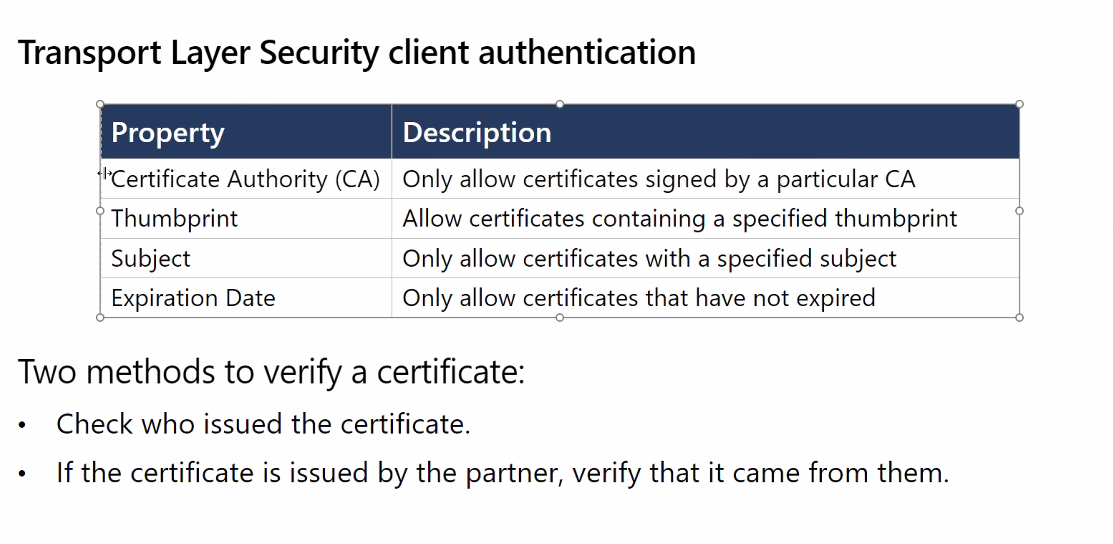 Transport Layer Security client authentication
Property Description
Certificate Authority (CA) Only allow certificates signed by a particular CA
Thumbprint Allow certificates containing a specified thumbprint
Subject Only allow certificates with a specified subject
Expiration Date Only allow certificates that have not expired
Two methods to verify a certificate:
• Check who issued the certificate.
• If the certificate is issued by the partner, verify that it came from them.